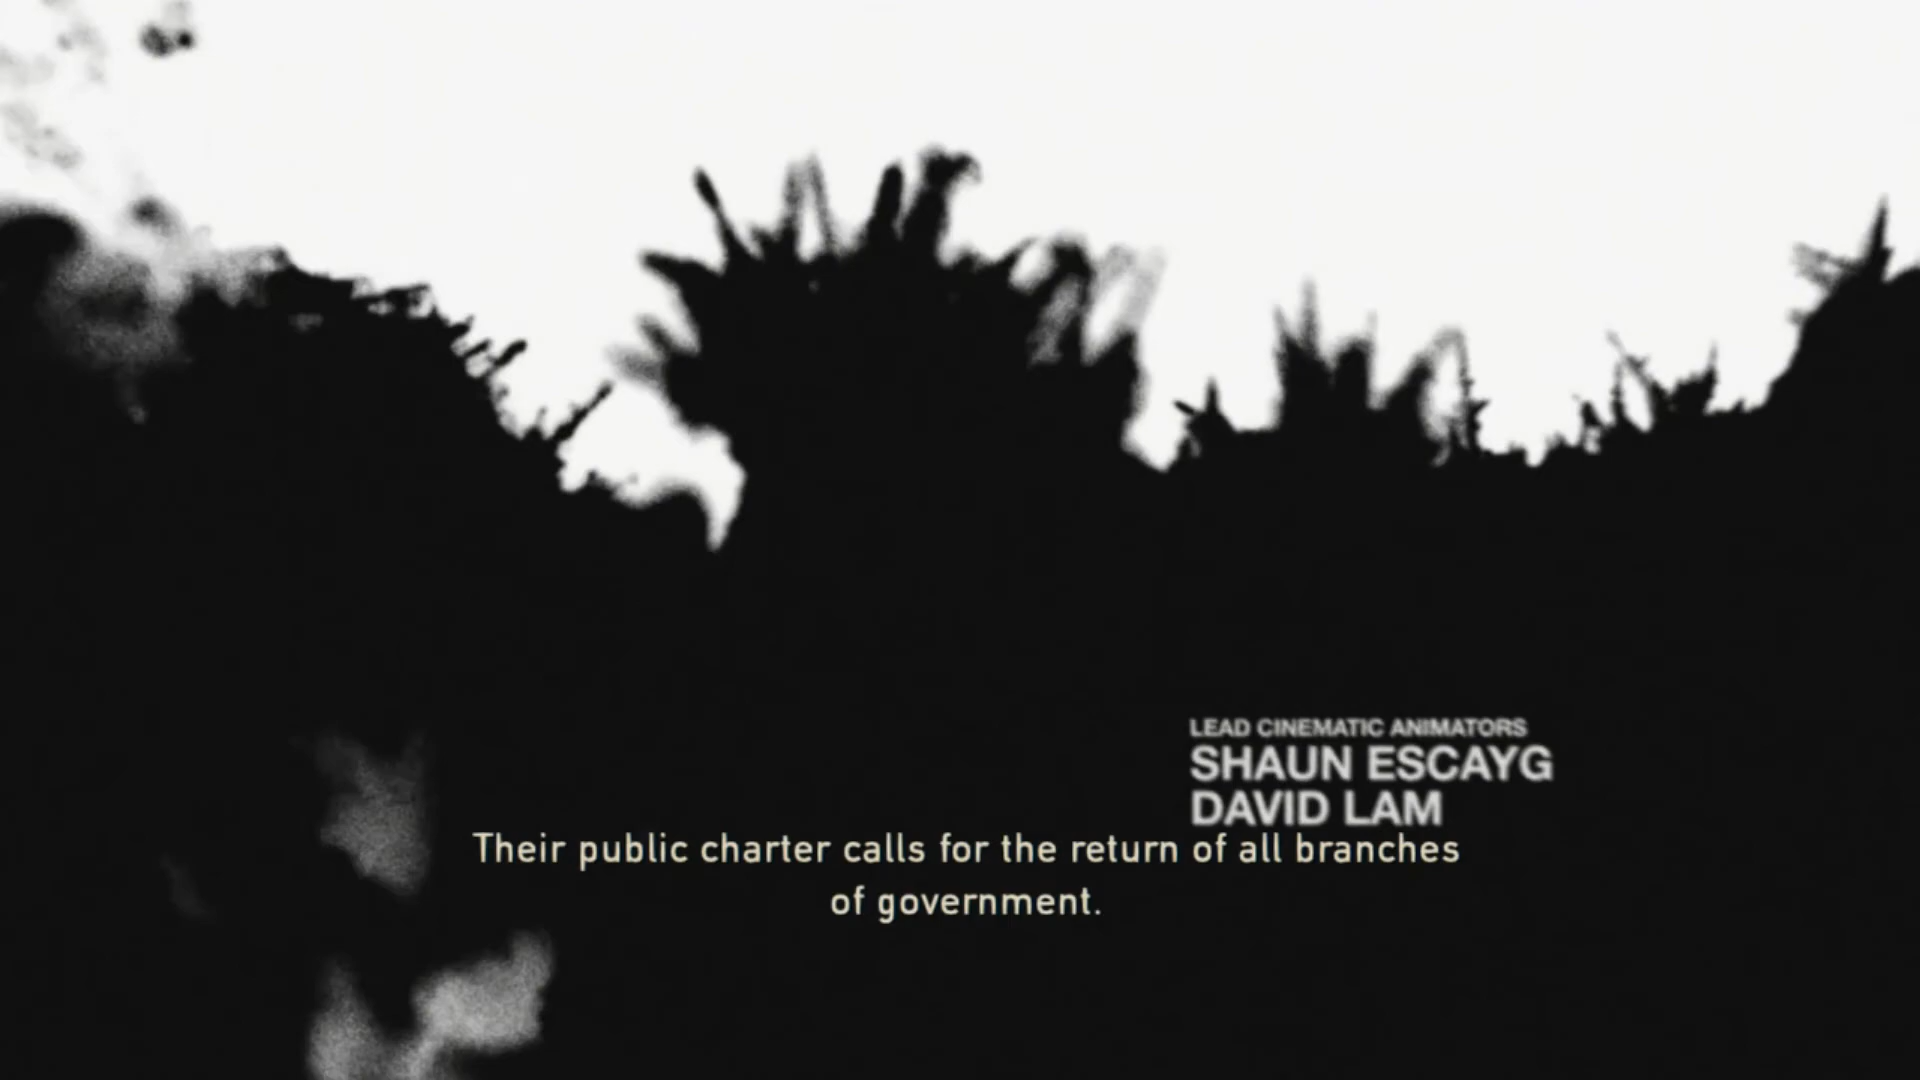 LEAD CINEMATIC ANIMATORS
SHAUN ESCAYG
DAVID LAM
Their public charter calls for the return of all branches
of government.